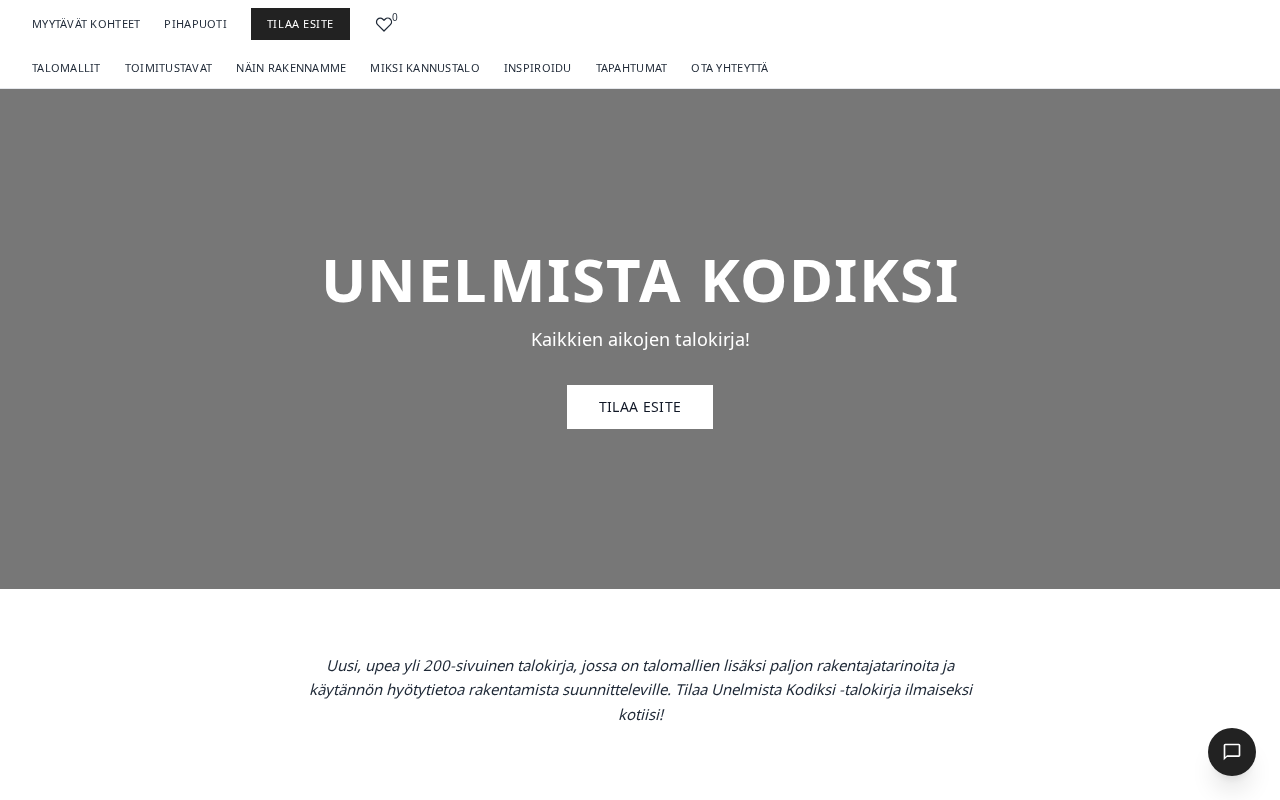 MYYTÄVÄT KOHTEET PIHAPUOTI TILAA ESITE 0
TALOMALLIT TOIMITUSTAVAT NÄIN RAKENNAMME MIKSI KANNUSTALO INSPIROIDU TAPAHTUMAT OTA YHTEYTTÄ
UNELMISTA KODIKSI
Kaikkien aikojen talokirja!
TILAA ESITE
Uusi, upea yli 200-sivuinen talokirja, jossa on talomallien lisäksi paljon rakentajatarinoita ja
käytännön hyötytietoa rakentamista suunnitteleville. Tilaa Unelmista Kodiksi -talokirja ilmaiseksi
kotiisi!